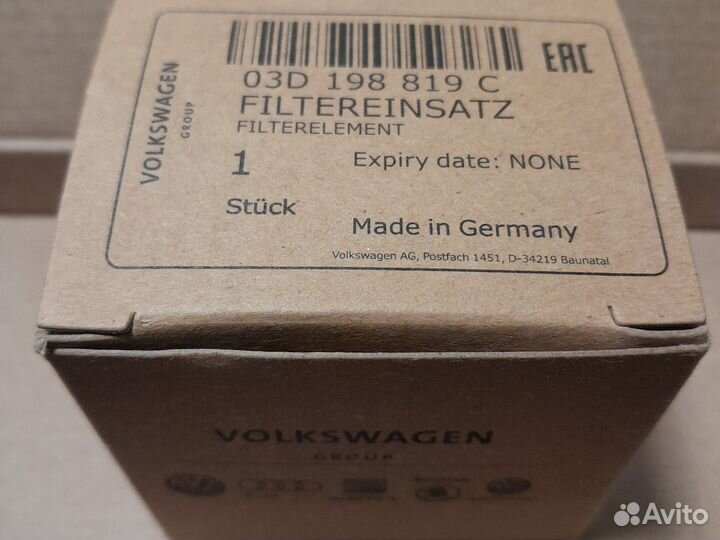 EAC
03D 198 819 C
FILTEREINSATZ
FILTERELEMENT
VOLKSWAGEN
GROUP
1
Expiry date: NONE
Stück
Made in Germany
Volkswagen AG, Postfach 1451, D-34219 Baunatal
VOLKSWAGEN
GROUP
Avito